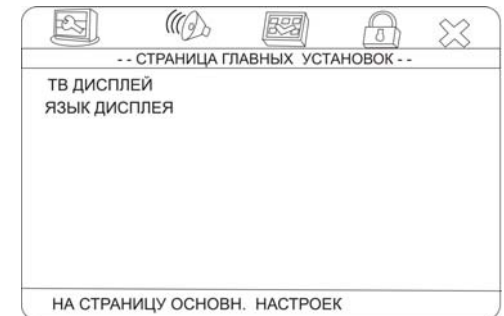 - - СТРАНИЦА ГЛАВНЫХ УСТАНОВОК - -
ТВ ДИСПЛЕЙ
ЯЗЫК ДИСПЛЕЯ
НА СТРАНИЦУ ОСНОВН. НАСТРОЕК